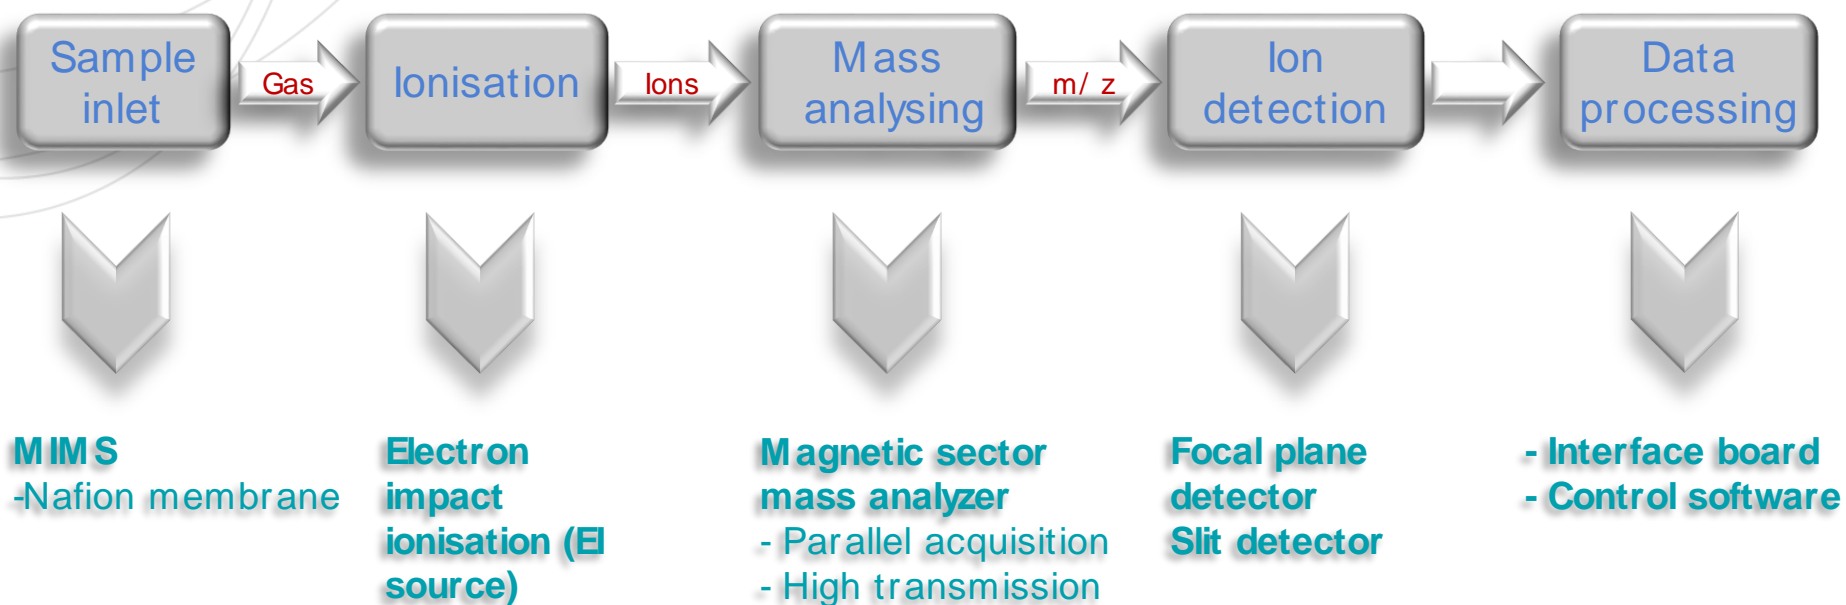 Sample
inlet
Gas
Ionisation
Ions
Mass
analysing
m/ z
Ion
detection
Data
processing
MIMS
-Nafion membrane
Electron
impact
ionisation (EI
source)
Magnetic sector
mass analyzer
- Parallel acquisition
- High transmission
Focal plane
detector
Slit detector
- Interface board
- Control software